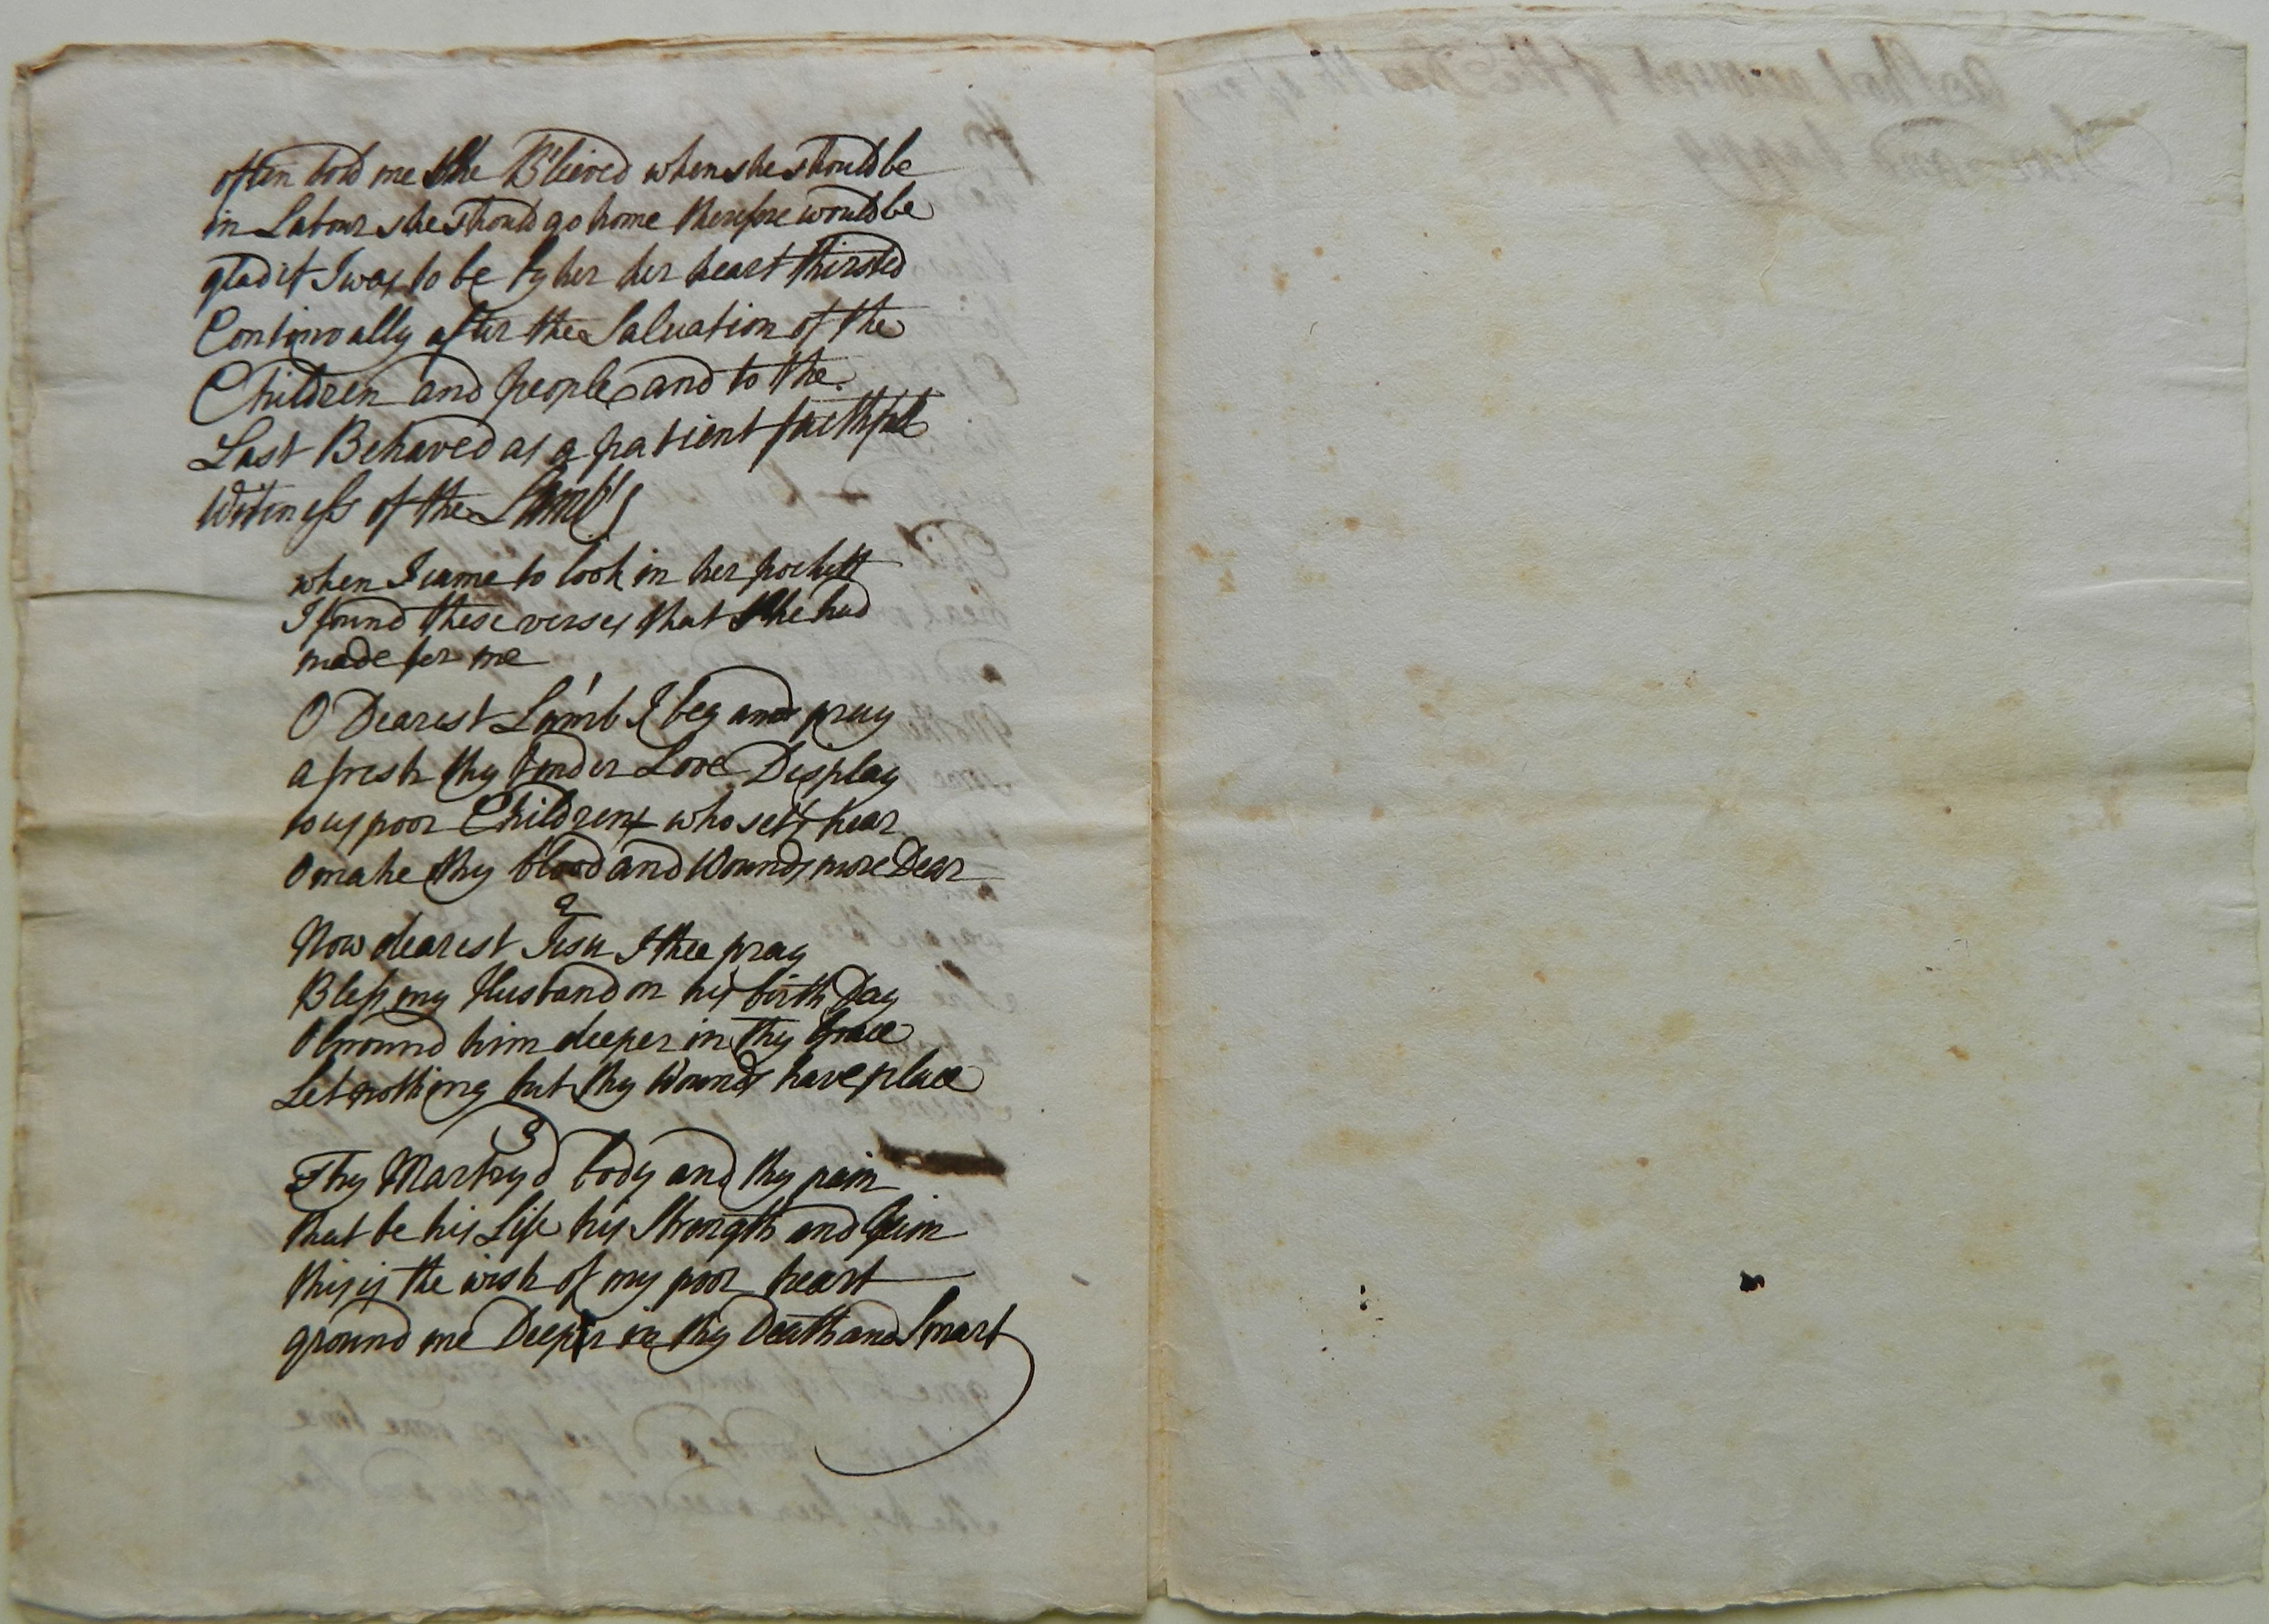 often told me She B'lieved when she should be
in Labour she should go home therefore would be
glad if I was to be by her her heart thirsted
Continually after the Salvation of the
Children and people and to the
Last Behaved as a patient faithful
Witness of the Lamb's
when I came to look in her pockett
I found these verses that She had
made for me
O Dearest Lamb I beg and pray
afresh thy tender Love Display
to us poor Children who sett hear
O make thy blood and Wounds more Dear
2
Now dearest Jesu I thee pray
Bless my Husband on his birth Day
O ground him deeper in thy Grace
Let nothing but thy Wounds have place
3
Thy Martry'd body and thy pain
that be his Life his Strength and Gain
this is the wish of my poor heart
ground me Deeper in thy Death and Smart